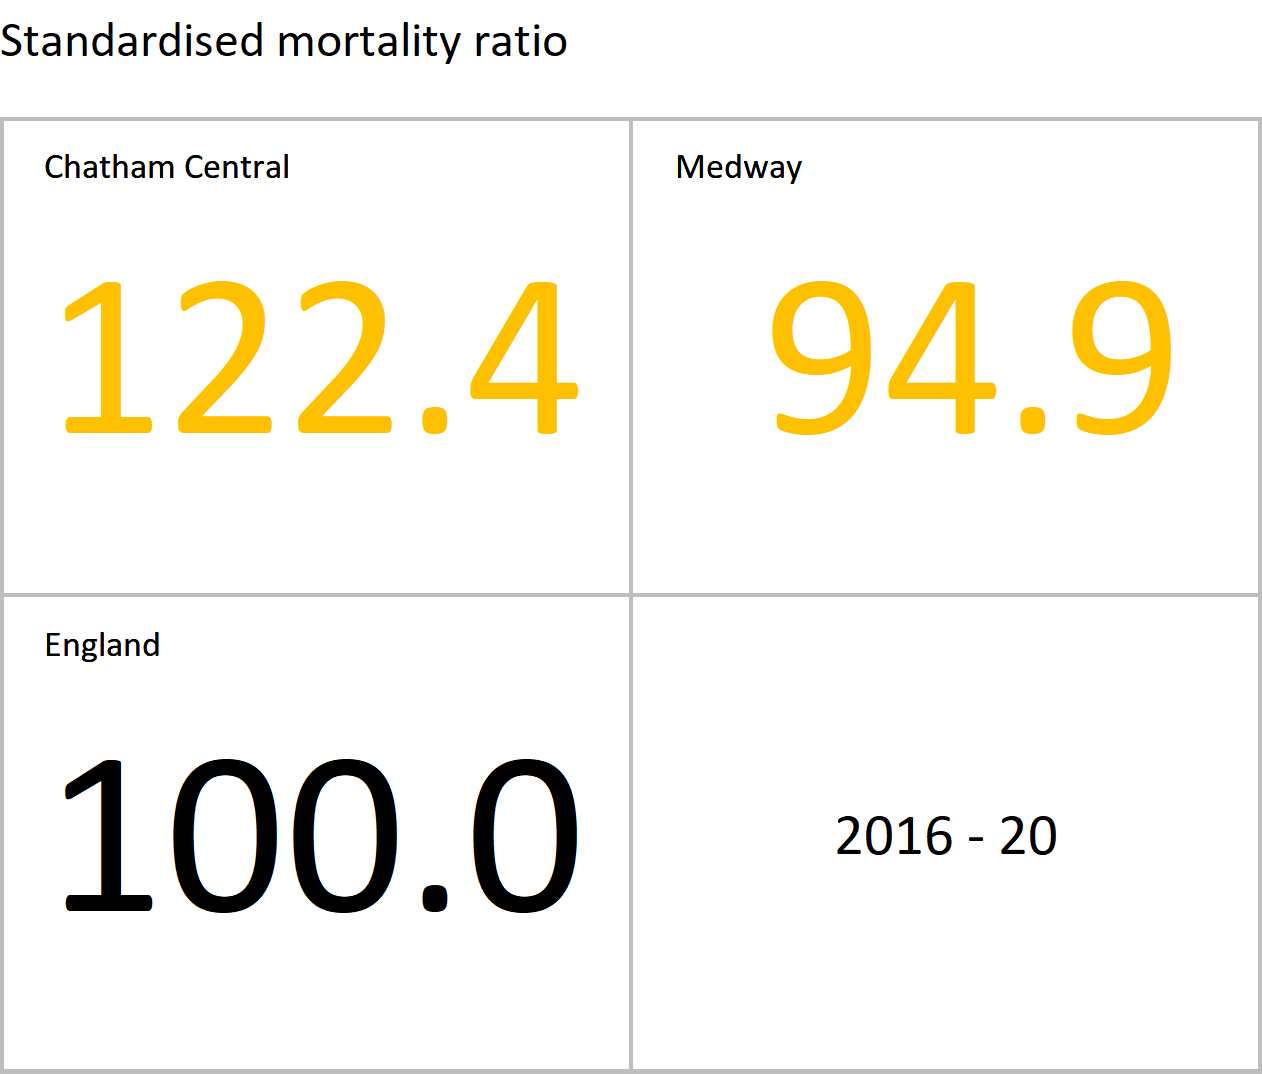 Standardised mortality ratio
Chatham Central
122.4
Medway
94.9
England
100.0
2016 - 20